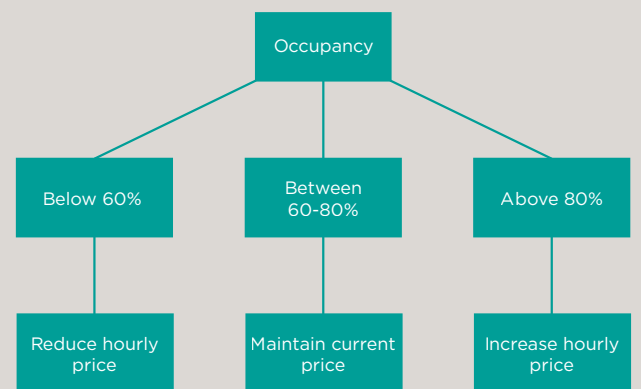 Occupancy
Below 60%
Between
60-80%
Above 80%
Reduce hourly
price
Maintain current
price
Increase hourly
price